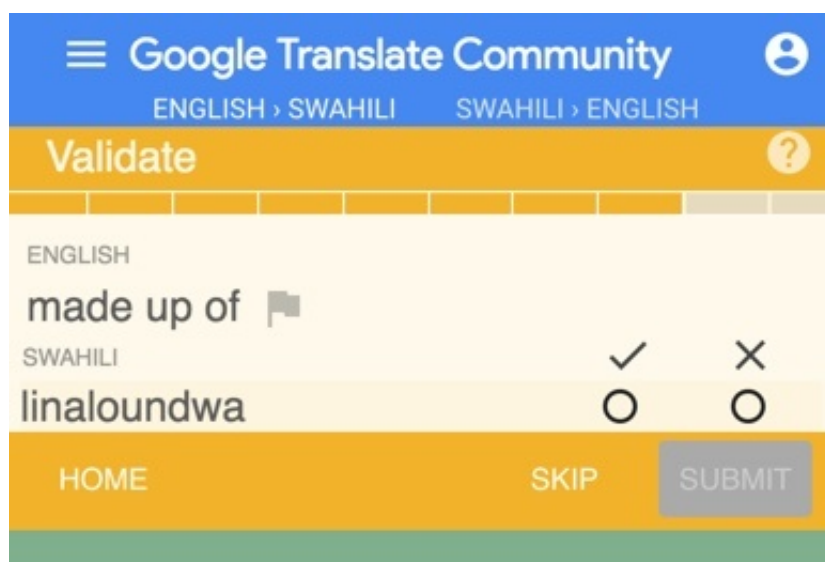 Google Translate Community
ENGLISH › SWAHILI SWAHILI › ENGLISH
Validate ?
ENGLISH
made up of
SWAHILI
linaloundwa
HOME SKIP SUBMIT